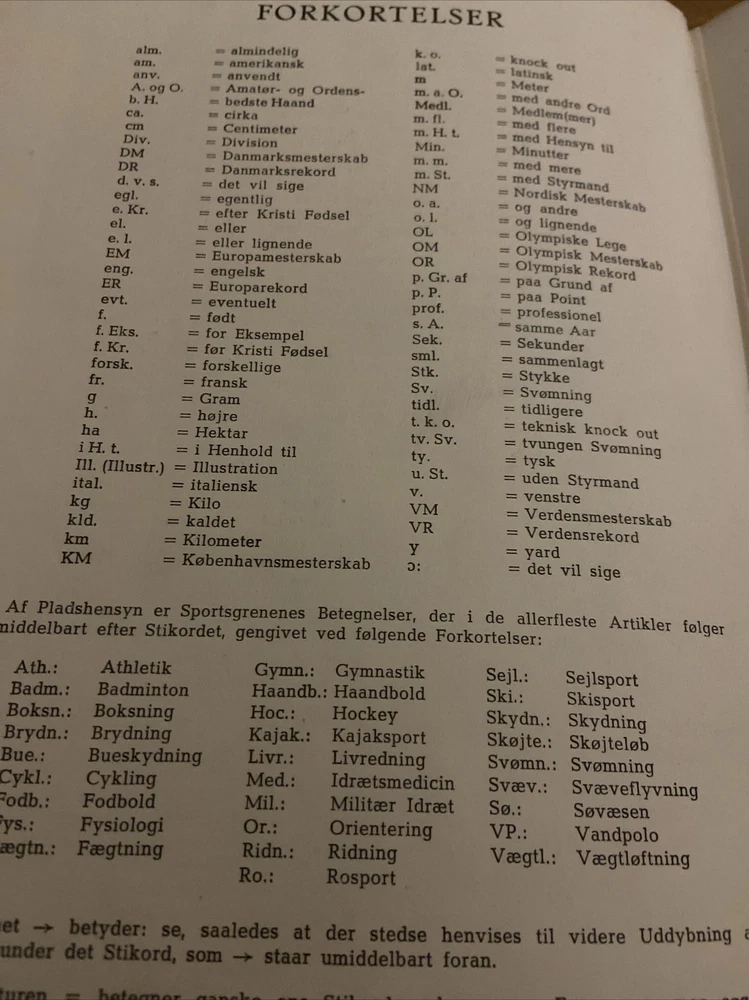 FORKORTELSER
alm. = almindelig
am. = amerikansk
anv. = anvendt
A. og O. = Amatør- og Ordens-
b. H. = bedste Haand
ca. = cirka
cm = Centimeter
Div. = Division
DM = Danmarksmesterskab
DR = Danmarksrekord
d. v. s. = det vil sige
egl. = egentlig
e. Kr. = efter Kristi Fødsel
el. = eller
e. l. = eller lignende
EM = Europamesterskab
eng. = engelsk
ER = Europarekord
evt. = eventuelt
f. = født
f. Eks. = for Eksempel
f. Kr. = før Kristi Fødsel
forsk. = forskellige
fr. = fransk
g = Gram
h. = højre
ha = Hektar
i H. t. = i Henhold til
Ill. (Illustr.) = Illustration
ital. = italiensk
kg = Kilo
kld. = kaldet
km = Kilometer
KM = Københavnsmesterskab
k. o. = knock out
lat. = latinsk
m = Meter
m. a. O. = med andre Ord
Medl. = Medlem(mer)
m. fl. = med flere
m. H. t. = med Hensyn til
Min. = Minutter
m. m. = med mere
m. St. = med Styrmand
NM = Nordisk Mesterskab
o. a. = og andre
o. l. = og lignende
OL = Olympiske Lege
OM = Olympisk Mesterskab
OR = Olympisk Rekord
p. Gr. af = paa Grund af
p. P. = paa Point
prof. = professionel
s. A. = samme Aar
Sek. = Sekunder
sml. = sammenlagt
Stk. = Stykke
Sv. = Svømning
tidl. = tidligere
t. k. o. = teknisk knock out
tv. Sv. = tvungen Svømning
ty. = tysk
u. St. = uden Styrmand
v. = venstre
VM = Verdensmesterskab
VR = Verdensrekord
y = yard
ɔ: = det vil sige
Af Pladshensyn er Sportsgrenenes Betegnelser, der i de allerfleste Artikler følger
middelbart efter Stikordet, gengivet ved følgende Forkortelser:
Ath.: Athletik
Badm.: Badminton
Boksn.: Boksning
Brydn.: Brydning
Bue.: Bueskydning
Cykl.: Cykling
Fodb.: Fodbold
ys.: Fysiologi
ægtn.: Fægtning
Gymn.: Gymnastik
Haandb.: Haandbold
Hoc.: Hockey
Kajak.: Kajaksport
Livr.: Livredning
Med.: Idrætsmedicin
Mil.: Militær Idræt
Or.: Orientering
Ridn.: Ridning
Ro.: Rosport
Sejl.: Sejlsport
Ski.: Skisport
Skydn.: Skydning
Skøjte.: Skøjteløb
Svømn.: Svømning
Svæv.: Svæveflyvning
Sø.: Søvæsen
VP.: Vandpolo
Vægtl.: Vægtløftning
et → betyder: se, saaledes at der stedse henvises til videre Uddybning
under det Stikord, som → staar umiddelbart foran.